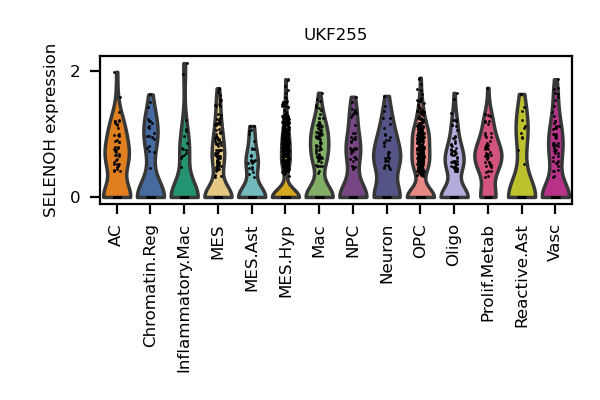 UKF255
SELENOH expression
2
0
AC
Chromatin.Reg
Inflammatory.Mac
MES
MES.Ast
MES.Hyp
Mac
NPC
Neuron
OPC
Oligo
Prolif.Metab
Reactive.Ast
Vasc